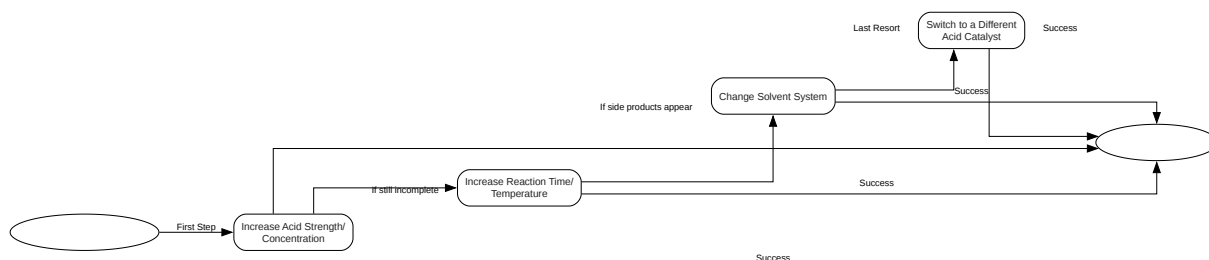 Last Resort
Switch to a Different
Acid Catalyst
Success
Change Solvent System
Success
If side products appear
Increase Reaction Time/
Temperature
Success
If still incomplete
First Step
Increase Acid Strength/
Concentration
Success